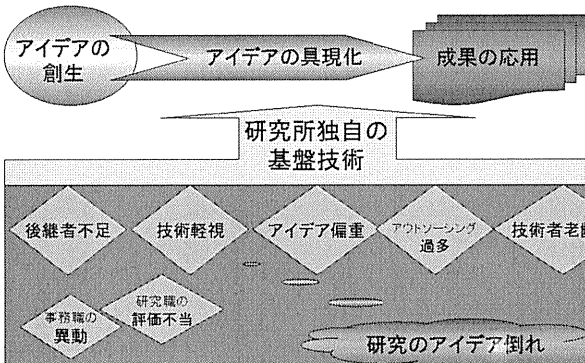 アイデアの
創生
アイデアの具現化
成果の応用
研究所独自の
基盤技術
後継者不足
技術軽視
アイデア偏重
アウトソーシング
過多
技術者老
事務職の
異動
研究職の
評価不当
研究のアイデア倒れ